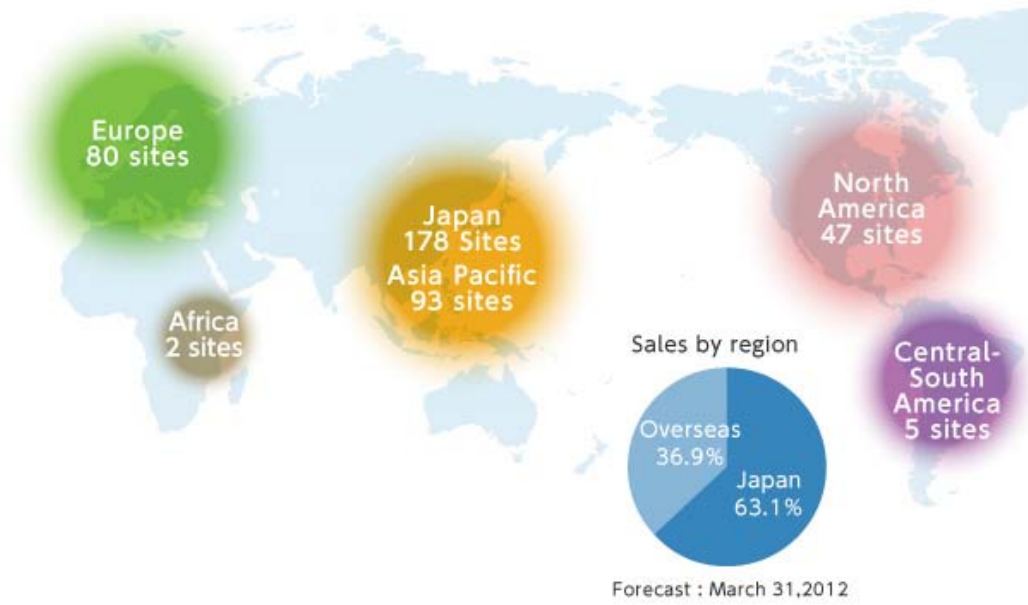 Europe
80 sites
Japan
178 Sites
Asia Pacific
93 sites
North
America
47 sites
Africa
2 sites
Central-
South
America
5 sites
Sales by region
Overseas
36.9%
Japan
63.1%
Forecast : March 31,2012